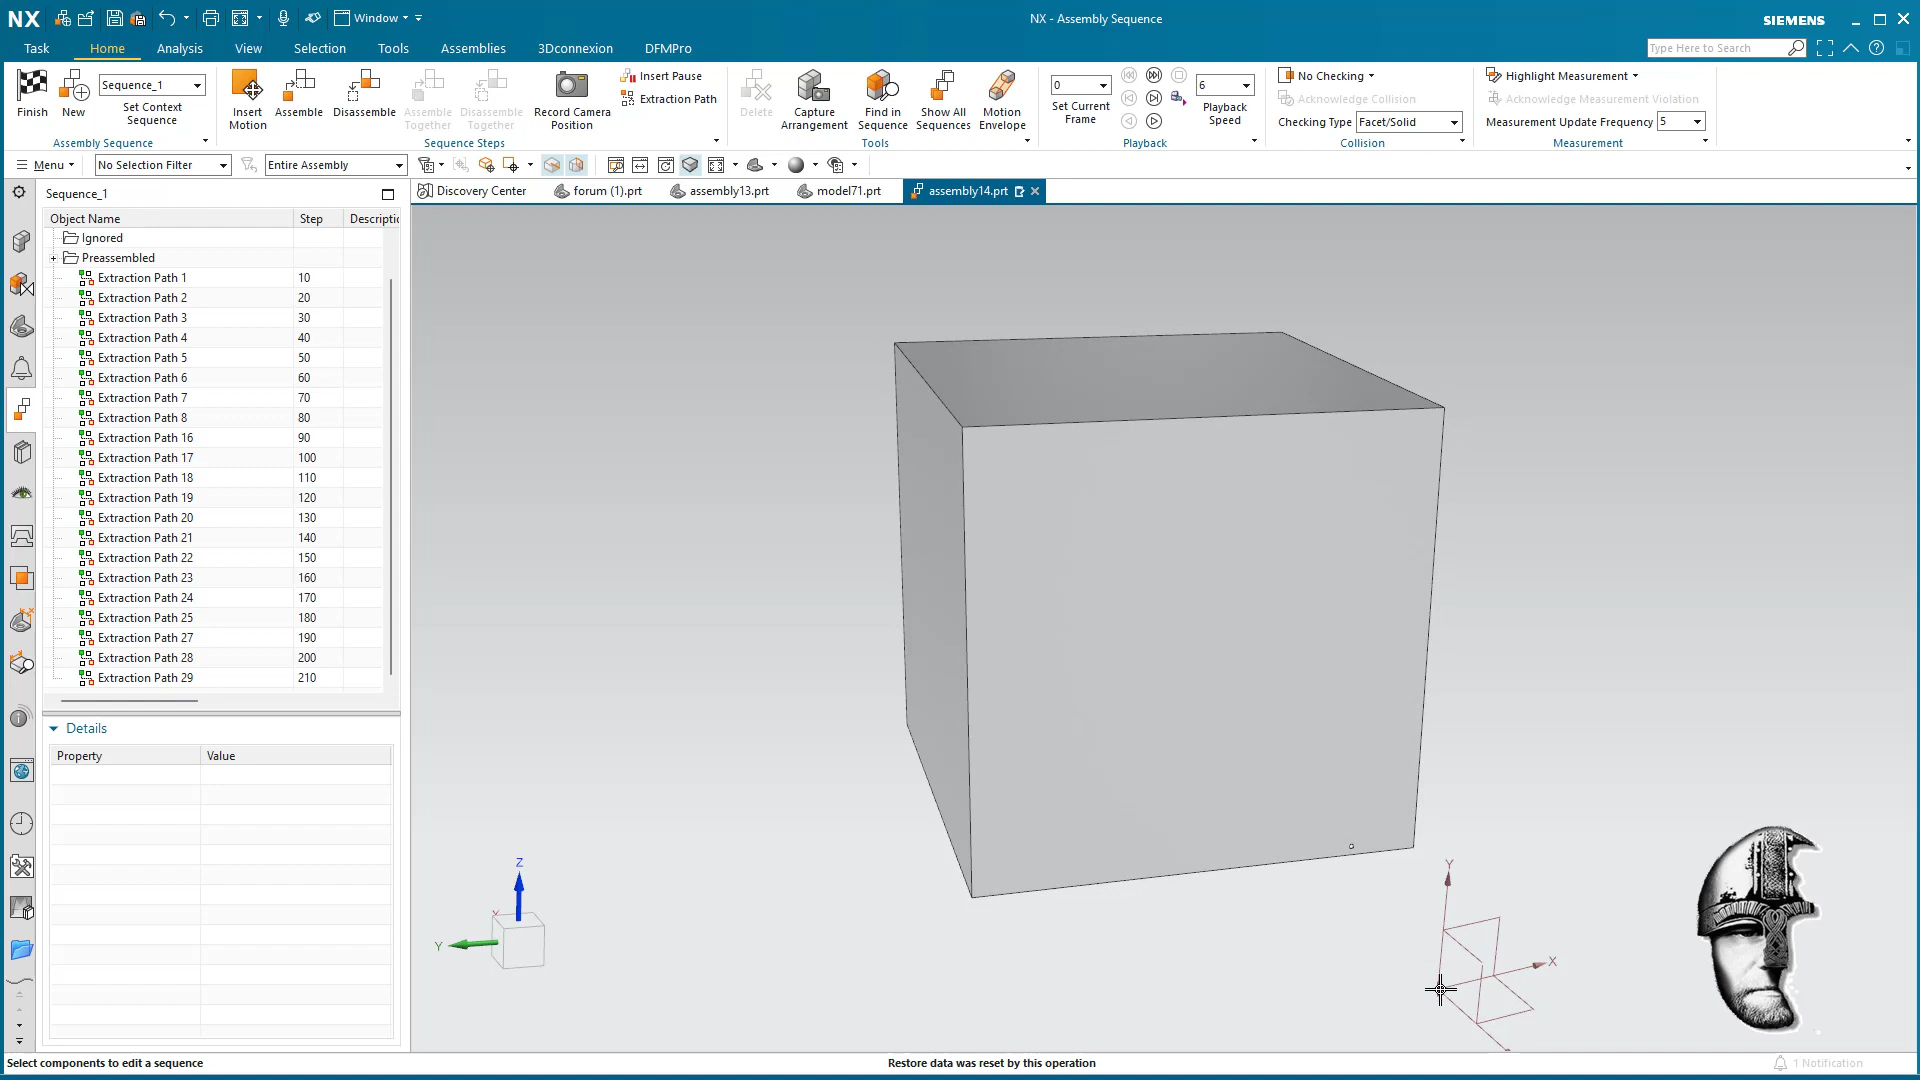 NX
Window
NX - Assembly Sequence
SIEMENS
Task
Home
Analysis
View
Selection
Tools
Assemblies
3Dconnexion
DFMPro
Type Here to Search
Finish
New
Sequence_1
Set Context
Sequence
Assembly Sequence
Insert
Motion
Assemble
Disassemble
Assemble
Together
Disassemble
Together
Record Camera
Position
Insert Pause
Extraction Path
Sequence Steps
Delete
Capture
Arrangement
Find in
Sequence
Show All
Sequences
Motion
Envelope
Tools
0
Set Current
Frame
6
Playback
Speed
Playback
No Checking
Acknowledge Collision
Checking Type
Facet/Solid
Collision
Highlight Measurement
Acknowledge Measurement Violation
Measurement Update Frequency
5
Measurement
Menu
No Selection Filter
Entire Assembly
Sequence_1
Discovery Center
forum (1).prt
assembly13.prt
model71.prt
assembly14.prt
Object Name Step Descriptic
Ignored
Preassembled
Extraction Path 1 10
Extraction Path 2 20
Extraction Path 3 30
Extraction Path 4 40
Extraction Path 5 50
Extraction Path 6 60
Extraction Path 7 70
Extraction Path 8 80
Extraction Path 16 90
Extraction Path 17 100
Extraction Path 18 110
Extraction Path 19 120
Extraction Path 20 130
Extraction Path 21 140
Extraction Path 22 150
Extraction Path 23 160
Extraction Path 24 170
Extraction Path 25 180
Extraction Path 27 190
Extraction Path 28 200
Extraction Path 29 210
Details
Property Value
Z
X
Y
Y
X
Select components to edit a sequence
Restore data was reset by this operation
1 Notification